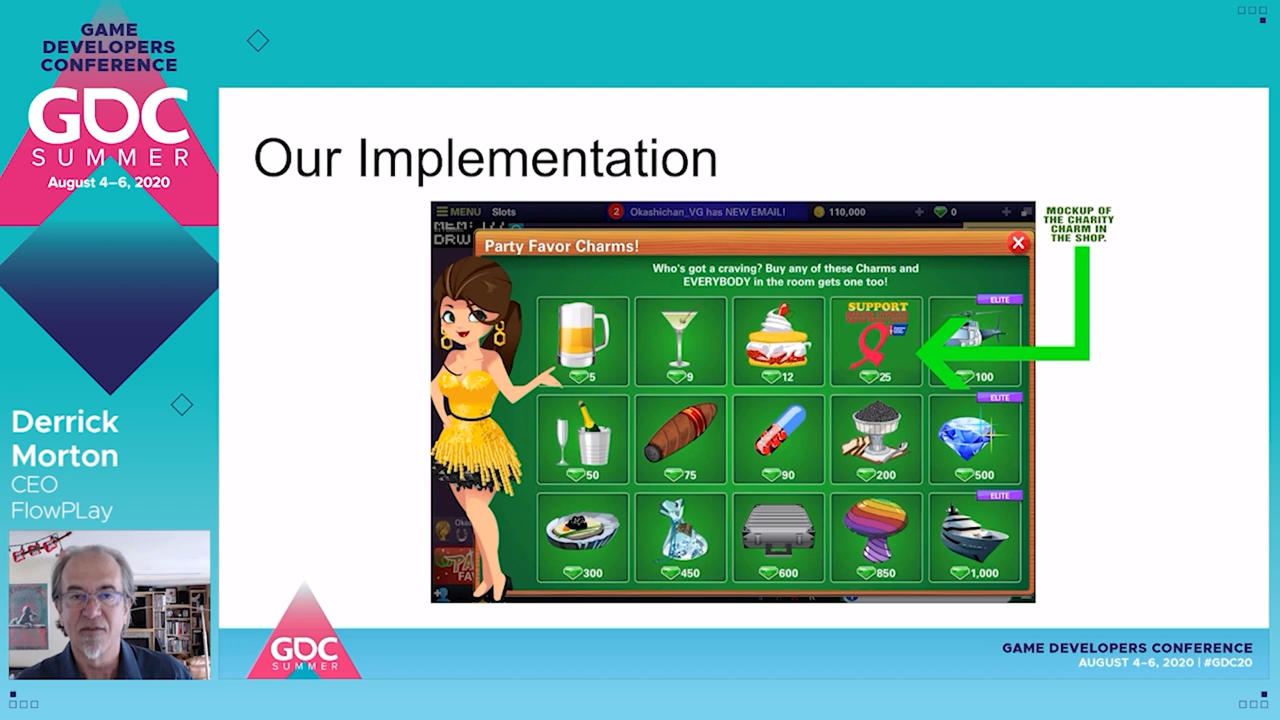 GAME
DEVELOPERS
CONFERENCE
GDC
SUMMER
August 4–6, 2020
Derrick
Morton
CEO
FlowPLay
Our Implementation
MENU Slots 2 Okashichan_VG has NEW EMAIL! 110,000 + 0 +
DRW
Party Favor Charms!
Who's got a craving? Buy any of these Charms and
EVERYBODY in the room gets one too!
ELITE
SUPPORT
5 9 12 25 100
ELITE
50 75 90 200 500
ELITE
300 450 600 850 1,000
MOCKUP OF
THE CHARITY
CHARM IN
THE SHOP.
GDC
SUMMER
GAME DEVELOPERS CONFERENCE
AUGUST 4–6, 2020 | #GDC20